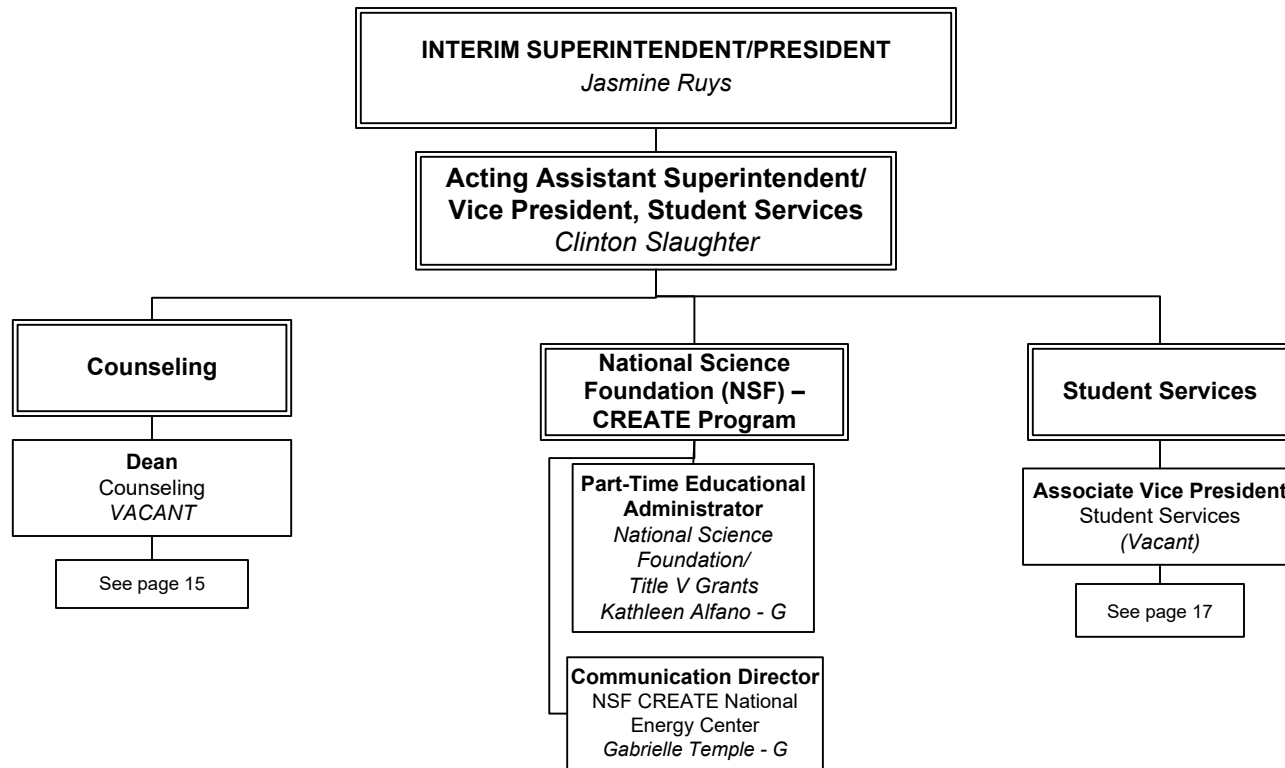 INTERIM SUPERINTENDENT/PRESIDENT
Jasmine Ruys
Acting Assistant Superintendent/
Vice President, Student Services
Clinton Slaughter
Counseling
Dean
Counseling
VACANT
See page 15
National Science
Foundation (NSF) –
CREATE Program
Part-Time Educational
Administrator
National Science
Foundation/
Title V Grants
Kathleen Alfano - G
Communication Director
NSF CREATE National
Energy Center
Gabrielle Temple - G
Student Services
Associate Vice President
Student Services
(Vacant)
See page 17